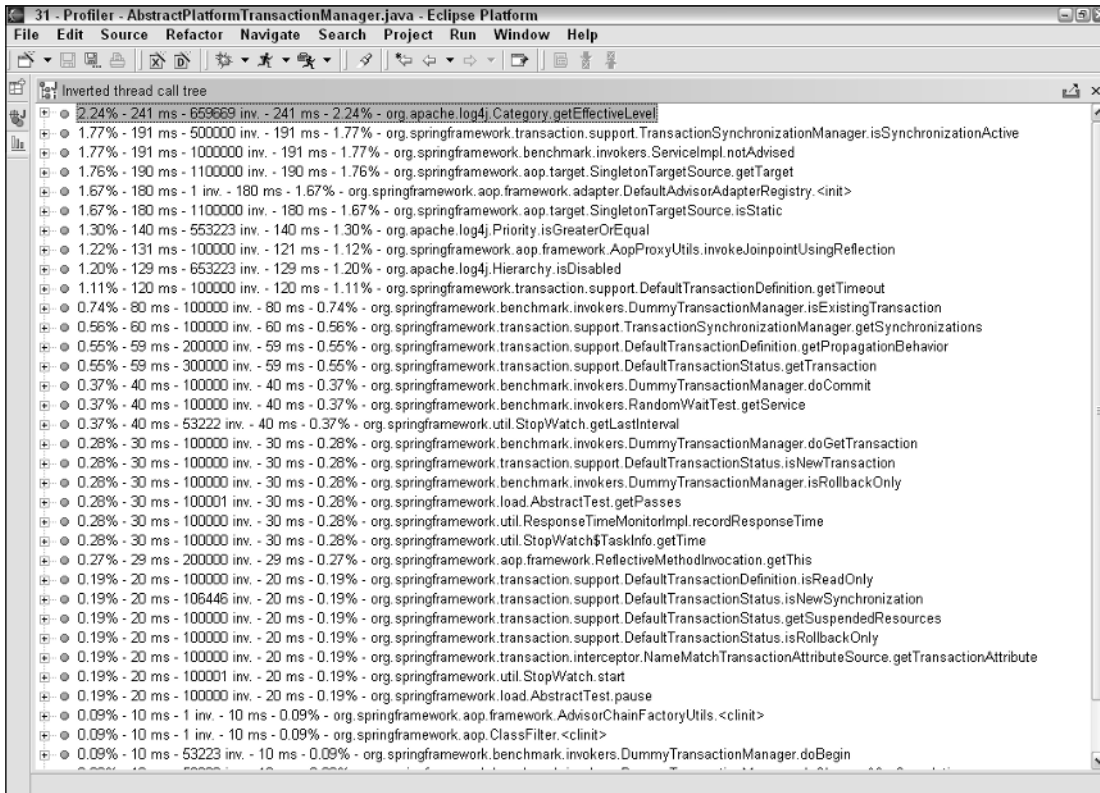 31 - Profiler - AbstractPlatformTransactionManager.java - Eclipse Platform
File Edit Source Refactor Navigate Search Project Run Window Help
Inverted thread call tree
2.24% - 241 ms - 659669 inv. - 241 ms - 2.24% - org.apache.log4j.Category.getEffectiveLevel
1.77% - 191 ms - 500000 inv. - 191 ms - 1.77% - org.springframework.transaction.support.TransactionSynchronizationManager.isSynchronizationActive
1.77% - 191 ms - 1000000 inv. - 191 ms - 1.77% - org.springframework.benchmark.invokers.ServiceImpl.notAdvised
1.76% - 190 ms - 1100000 inv. - 190 ms - 1.76% - org.springframework.aop.target.SingletonTargetSource.getTarget
1.67% - 180 ms - 1 inv. - 180 ms - 1.67% - org.springframework.aop.framework.adapter.DefaultAdvisorAdapterRegistry.<init>
1.67% - 180 ms - 1100000 inv. - 180 ms - 1.67% - org.springframework.aop.target.SingletonTargetSource.isStatic
1.30% - 140 ms - 553223 inv. - 140 ms - 1.30% - org.apache.log4j.Priority.isGreaterOrEqual
1.22% - 131 ms - 100000 inv. - 121 ms - 1.12% - org.springframework.aop.framework.AopProxyUtils.invokeJoinpointUsingReflection
1.20% - 129 ms - 653223 inv. - 129 ms - 1.20% - org.apache.log4j.Hierarchy.isDisabled
1.11% - 120 ms - 100000 inv. - 120 ms - 1.11% - org.springframework.transaction.support.DefaultTransactionDefinition.getTimeout
0.74% - 80 ms - 100000 inv. - 80 ms - 0.74% - org.springframework.benchmark.invokers.DummyTransactionManager.isExistingTransaction
0.56% - 60 ms - 100000 inv. - 60 ms - 0.56% - org.springframework.transaction.support.TransactionSynchronizationManager.getSynchronizations
0.55% - 59 ms - 200000 inv. - 59 ms - 0.55% - org.springframework.transaction.support.DefaultTransactionDefinition.getPropagationBehavior
0.55% - 59 ms - 300000 inv. - 59 ms - 0.55% - org.springframework.transaction.support.DefaultTransactionStatus.getTransaction
0.37% - 40 ms - 100000 inv. - 40 ms - 0.37% - org.springframework.benchmark.invokers.DummyTransactionManager.doCommit
0.37% - 40 ms - 100000 inv. - 40 ms - 0.37% - org.springframework.benchmark.invokers.RandomWaitTest.getService
0.37% - 40 ms - 53222 inv. - 40 ms - 0.37% - org.springframework.util.StopWatch.getLastInterval
0.28% - 30 ms - 100000 inv. - 30 ms - 0.28% - org.springframework.benchmark.invokers.DummyTransactionManager.doGetTransaction
0.28% - 30 ms - 100000 inv. - 30 ms - 0.28% - org.springframework.transaction.support.DefaultTransactionStatus.isNewTransaction
0.28% - 30 ms - 100000 inv. - 30 ms - 0.28% - org.springframework.benchmark.invokers.DummyTransactionManager.isRollbackOnly
0.28% - 30 ms - 100001 inv. - 30 ms - 0.28% - org.springframework.load.AbstractTest.getPasses
0.28% - 30 ms - 100000 inv. - 30 ms - 0.28% - org.springframework.util.ResponseTimeMonitorImpl.recordResponseTime
0.28% - 30 ms - 100000 inv. - 30 ms - 0.28% - org.springframework.util.StopWatch$TaskInfo.getTime
0.27% - 29 ms - 200000 inv. - 29 ms - 0.27% - org.springframework.aop.framework.ReflectiveMethodInvocation.getThis
0.19% - 20 ms - 100000 inv. - 20 ms - 0.19% - org.springframework.transaction.support.DefaultTransactionDefinition.isReadOnly
0.19% - 20 ms - 106446 inv. - 20 ms - 0.19% - org.springframework.transaction.support.DefaultTransactionStatus.isNewSynchronization
0.19% - 20 ms - 100000 inv. - 20 ms - 0.19% - org.springframework.transaction.support.DefaultTransactionStatus.getSuspendedResources
0.19% - 20 ms - 100000 inv. - 20 ms - 0.19% - org.springframework.transaction.support.DefaultTransactionStatus.isRollbackOnly
0.19% - 20 ms - 100000 inv. - 20 ms - 0.19% - org.springframework.transaction.interceptor.NameMatchTransactionAttributeSource.getTransactionAttribute
0.19% - 20 ms - 100001 inv. - 20 ms - 0.19% - org.springframework.util.StopWatch.start
0.19% - 20 ms - 100000 inv. - 20 ms - 0.19% - org.springframework.load.AbstractTest.pause
0.09% - 10 ms - 1 inv. - 10 ms - 0.09% - org.springframework.aop.framework.AdvisorChainFactoryUtils.<clinit>
0.09% - 10 ms - 1 inv. - 10 ms - 0.09% - org.springframework.aop.ClassFilter.<clinit>
0.09% - 10 ms - 53223 inv. - 10 ms - 0.09% - org.springframework.benchmark.invokers.DummyTransactionManager.doBegin